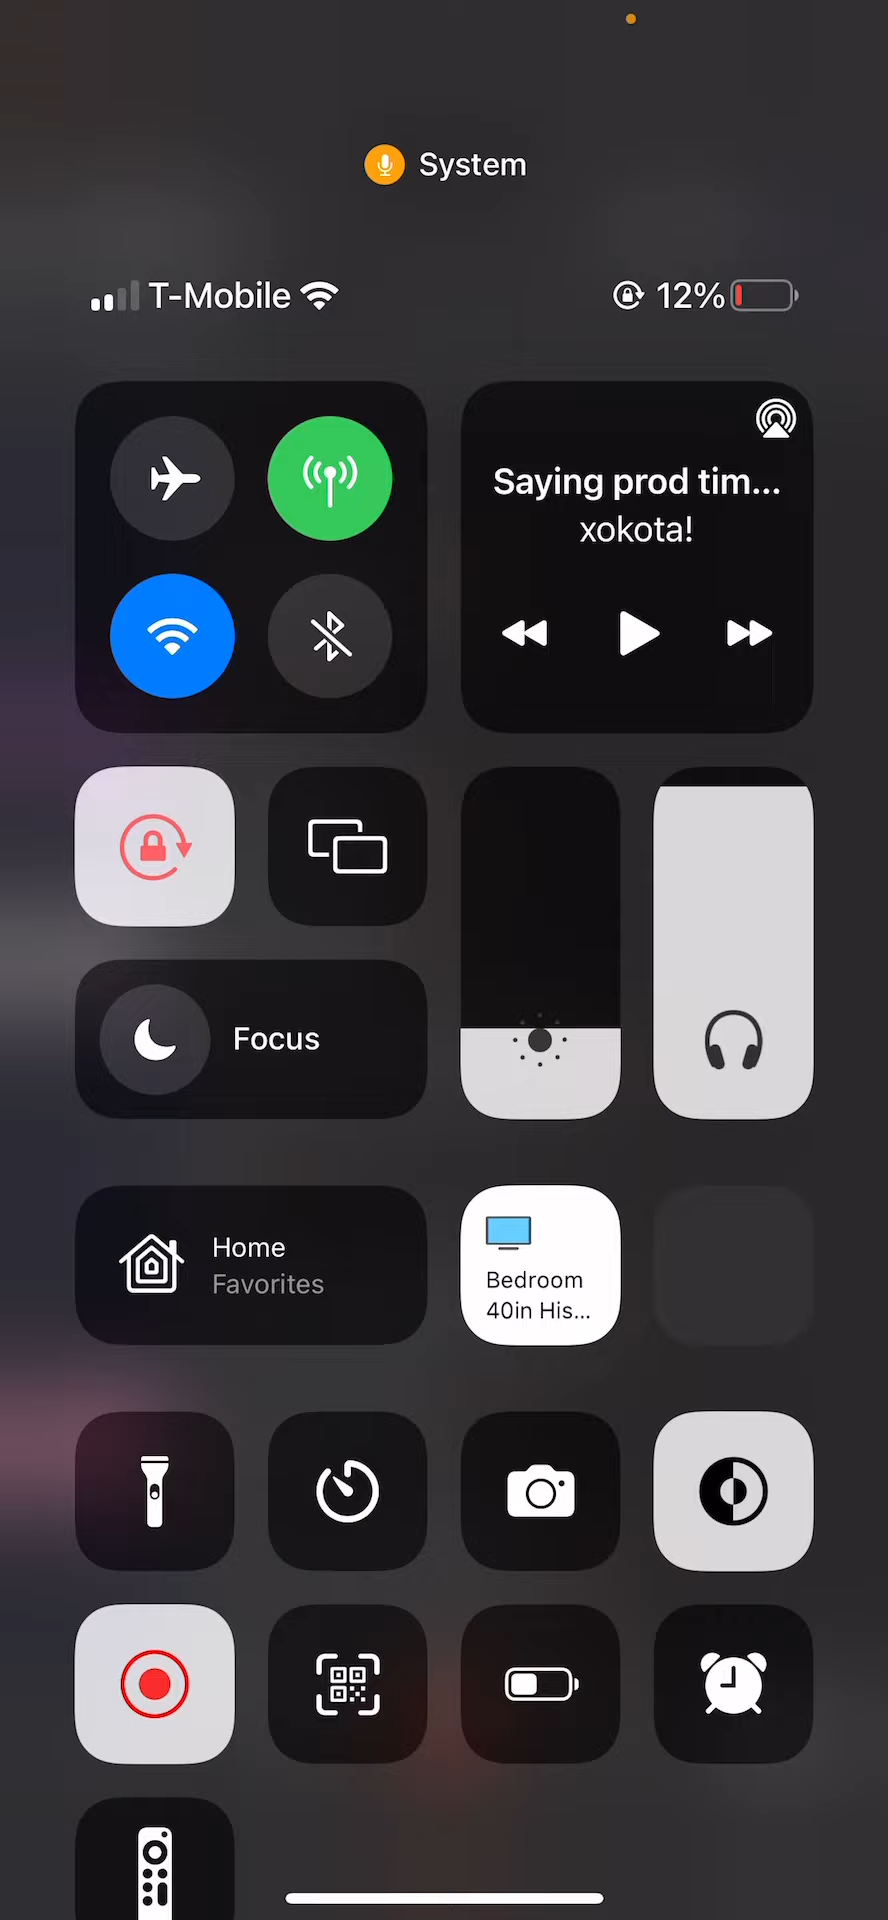 System
T-Mobile
12%
Saying prod tim...
xokota!
Focus
Home
Favorites
Bedroom
40in His...